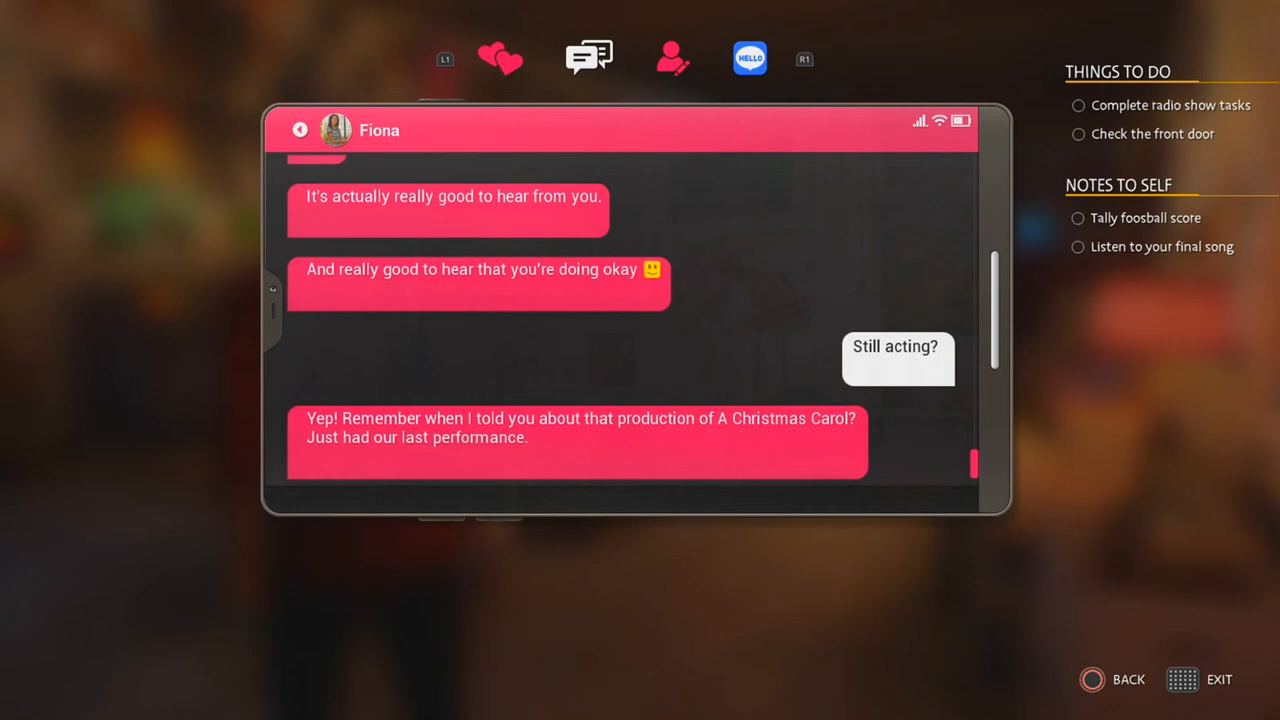 L1
HELLO
R1
THINGS TO DO
Complete radio show tasks
Check the front door
NOTES TO SELF
Tally foosball score
Listen to your final song
Fiona
It's actually really good to hear from you.
And really good to hear that you're doing okay
Still acting?
Yep! Remember when I told you about that production of A Christmas Carol?
Just had our last performance.
BACK
EXIT